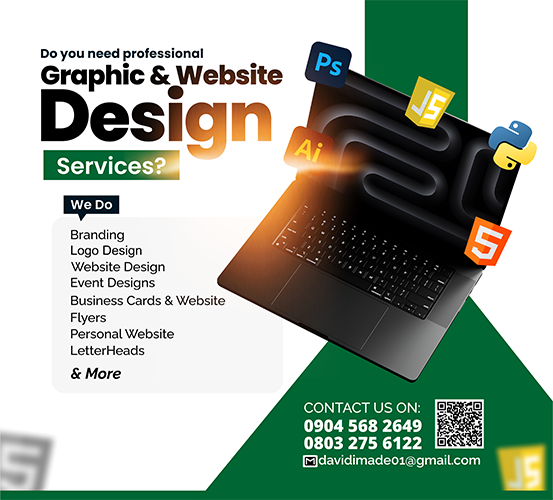 Do you need professional
Graphic & Website
Design
Services?
We Do
Branding
Logo Design
Website Design
Event Designs
Business Cards & Website
Flyers
Personal Website
LetterHeads
& More
Ps
JS
Ai
5
CONTACT US ON:
0904 568 2649
0803 275 6122
davidimade01@gmail.com
5
JS